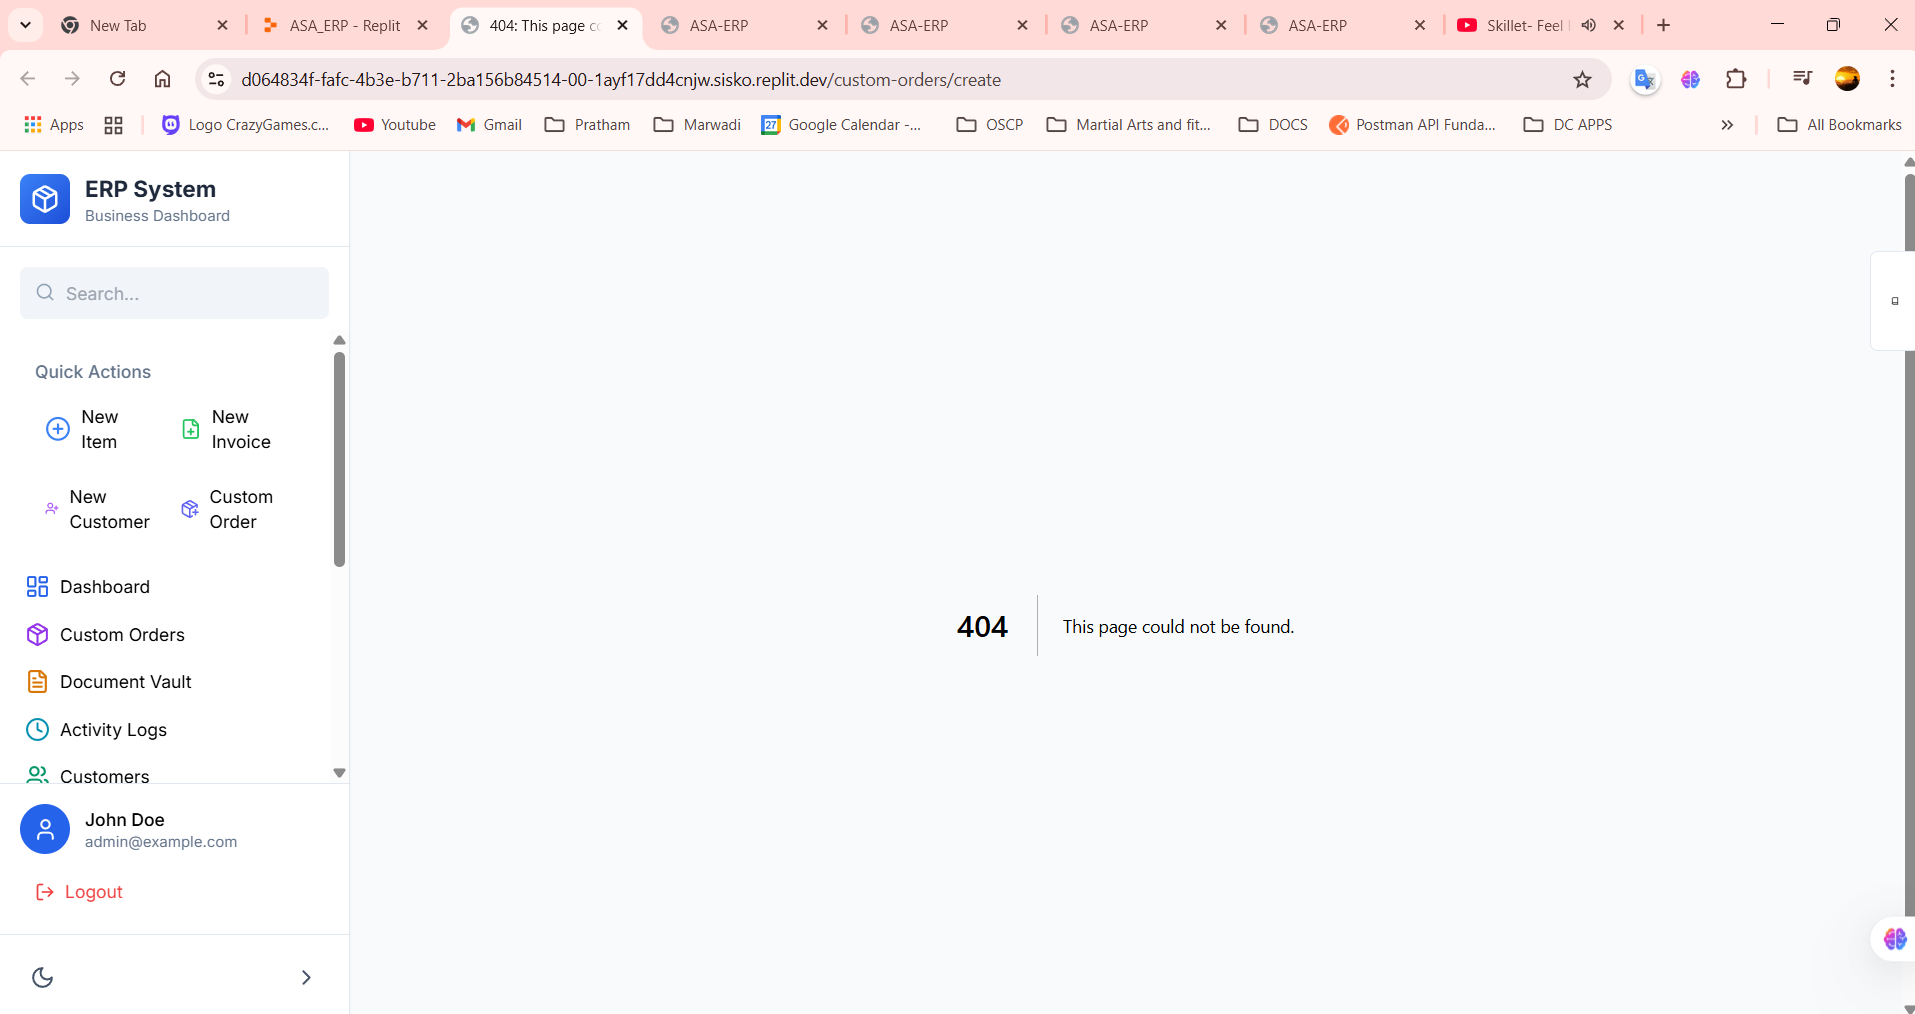 New Tab
ASA_ERP - Replit
404: This page c
ASA-ERP
ASA-ERP
ASA-ERP
ASA-ERP
Skillet- Feel
d064834f-fafc-4b3e-b711-2ba156b84514-00-1ayf17dd4cnjw.sisko.replit.dev/custom-orders/create
Apps
Logo CrazyGames.c...
Youtube
Gmail
Pratham
Marwadi
27
Google Calendar -...
OSCP
Martial Arts and fit...
DOCS
Postman API Funda...
DC APPS
All Bookmarks
ERP System
Business Dashboard
Search...
Quick Actions
New
Item
New
Invoice
New
Customer
Custom
Order
Dashboard
Custom Orders
Document Vault
Activity Logs
Customers
John Doe
admin@example.com
Logout
404
This page could not be found.